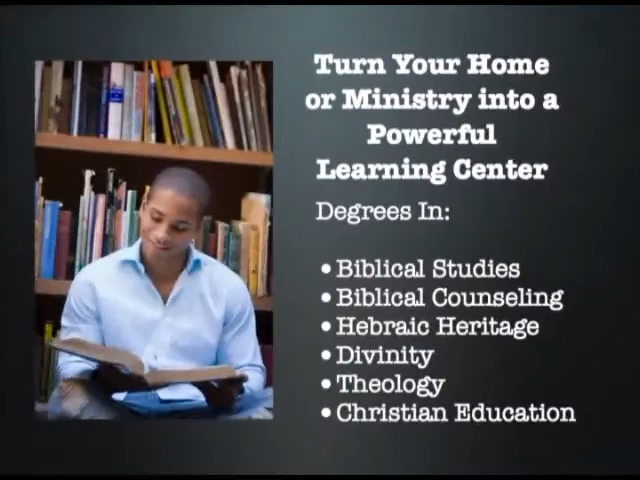 Turn Your Home
or Ministry into a
Powerful
Learning Center
Degrees In:
• Biblical Studies
• Biblical Counseling
• Hebraic Heritage
• Divinity
• Theology
• Christian Education